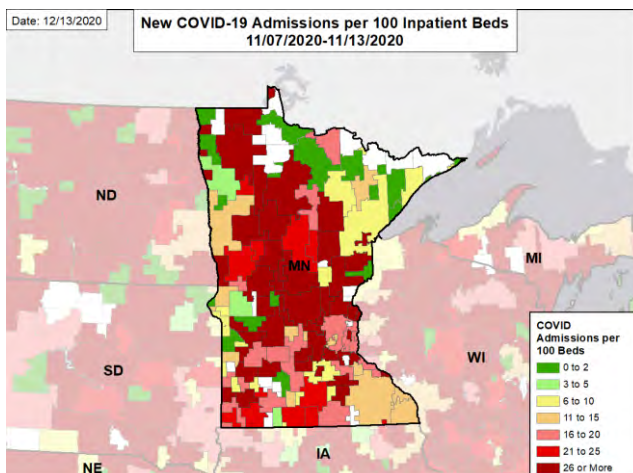 Date: 12/13/2020
New COVID-19 Admissions per 100 Inpatient Beds
11/07/2020-11/13/2020
ND
MN
MI
SD
WI
IA
NE
COVID
Admissions per
100 Beds
0 to 2
3 to 5
6 to 10
11 to 15
16 to 20
21 to 25
26 or More